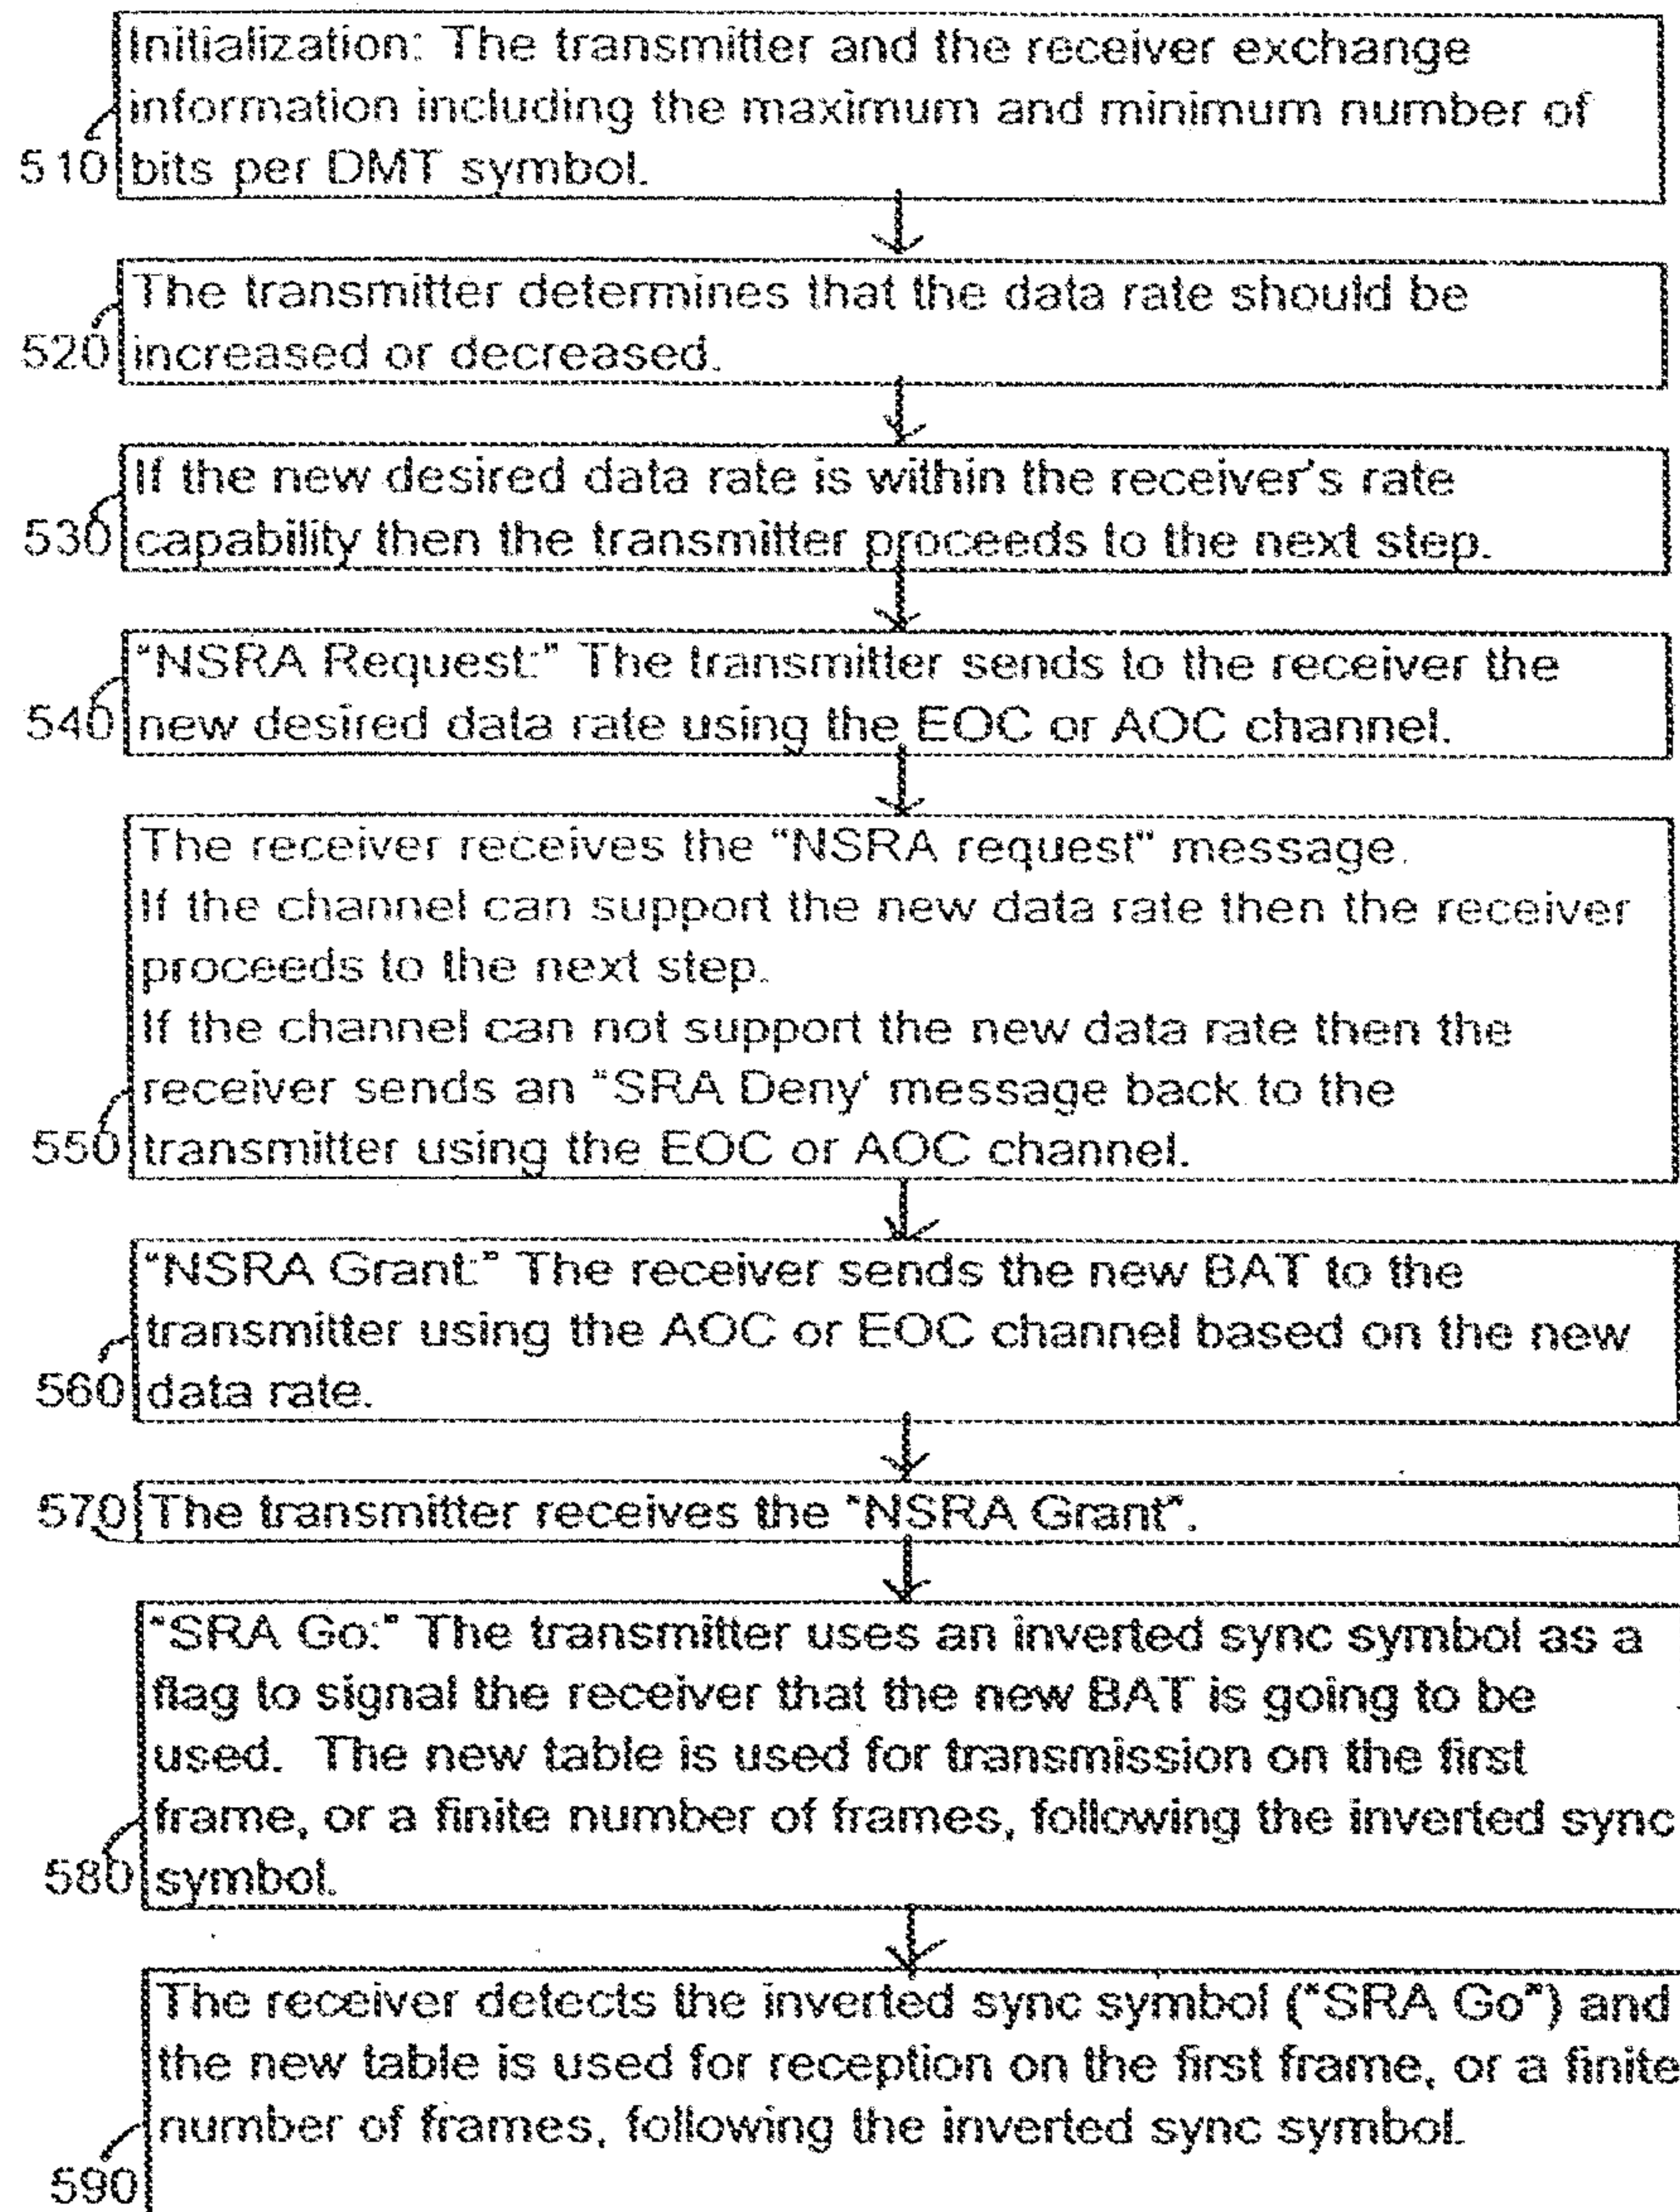 Initialization: The transmitter and the receiver exchange
information including the maximum and minimum number of
510 bits per DMT symbol.
The transmitter determines that the data rate should be
520 increased or decreased.
If the new desired data rate is within the receiver's rate
530 capability then the transmitter proceeds to the next step.
"NSRA Request:" The transmitter sends to the receiver the
540 new desired data rate using the EOC or AOC channel.
The receiver receives the "NSRA request" message.
If the channel can support the new data rate then the receiver
proceeds to the next step.
If the channel can not support the new data rate then the
receiver sends an "SRA Deny' message back to the
550 transmitter using the EOC or AOC channel.
"NSRA Grant:" The receiver sends the new BAT to the
transmitter using the AOC or EOC channel based on the new
560 data rate.
570 The transmitter receives the "NSRA Grant".
"SRA Go:" The transmitter uses an inverted sync symbol as a
flag to signal the receiver that the new BAT is going to be
used. The new table is used for transmission on the first
frame, or a finite number of frames, following the inverted sync
580 symbol.
The receiver detects the inverted sync symbol ("SRA Go") and
the new table is used for reception on the first frame, or a finite
number of frames, following the inverted sync symbol.
590